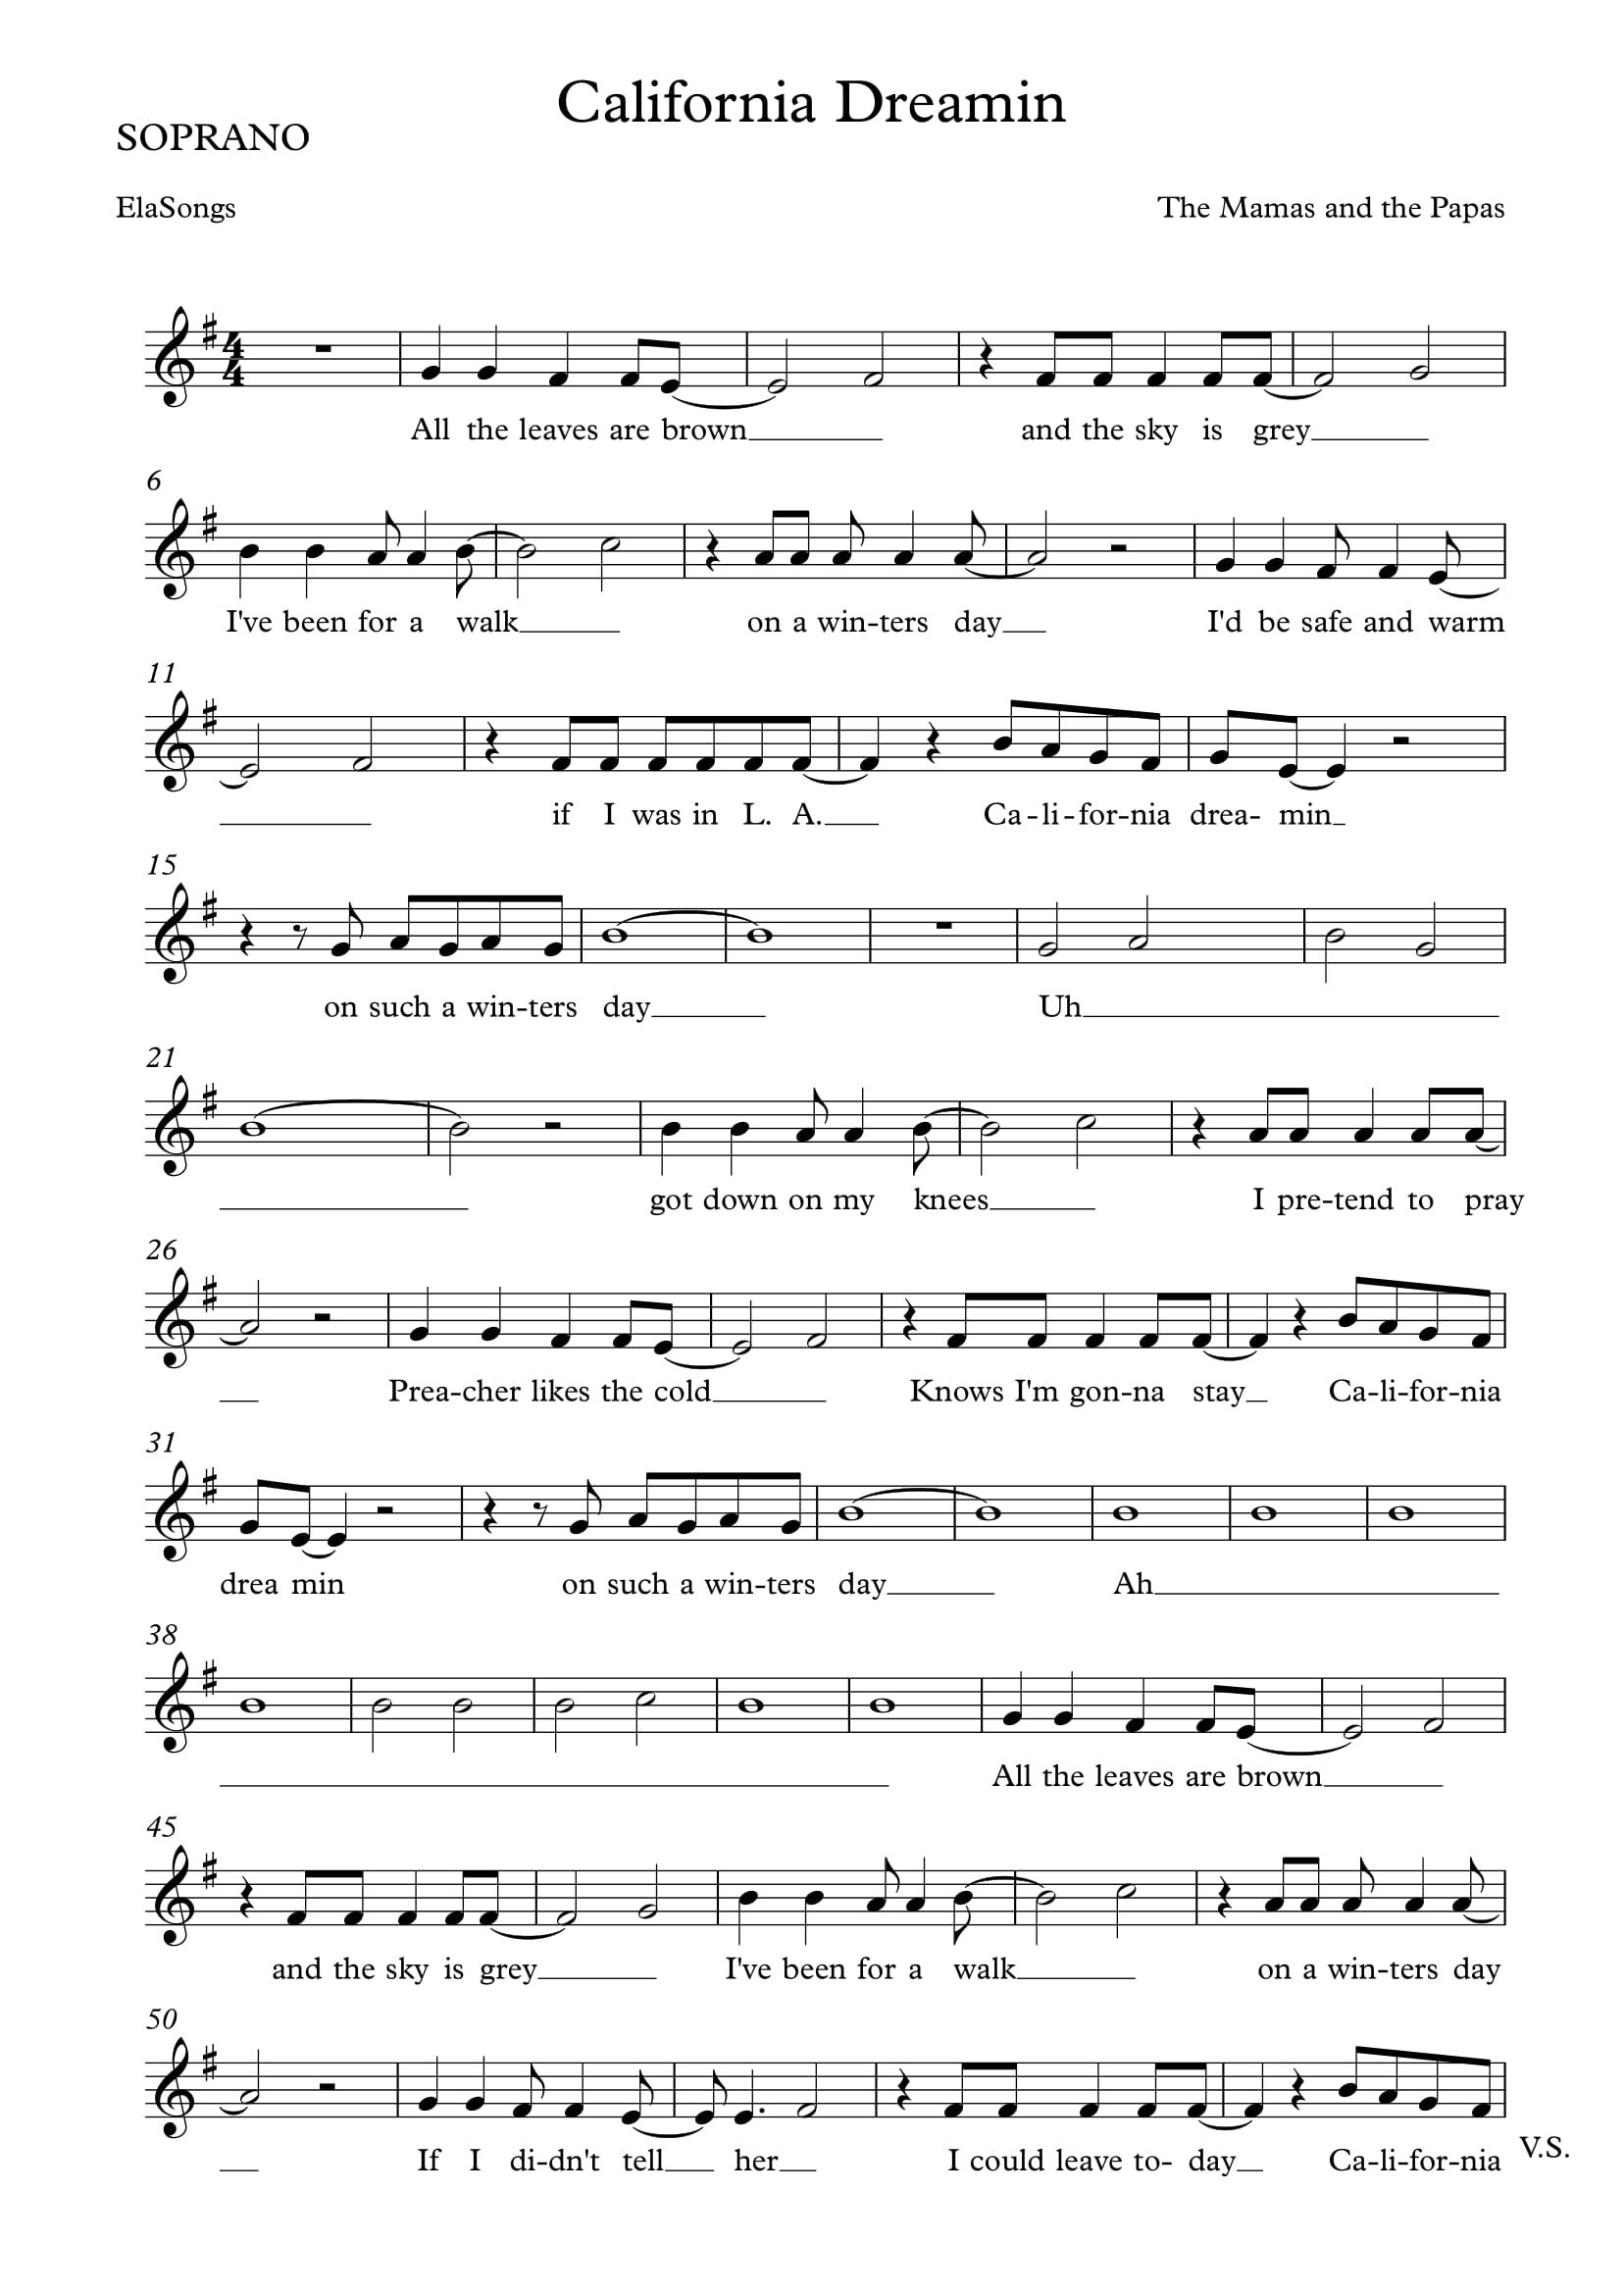 California Dreamin
SOPRANO
ElaSongs
The Mamas and the Papas
4
4
All the leaves are brown and the sky is grey
6
I've been for a walk on a win-ters day I'd be safe and warm
11
if I was in L. A. Ca-li-for-nia drea- min
15
on such a win-ters day Uh
21
got down on my knees I pre-tend to pray
26
Prea-cher likes the cold Knows I'm gon-na stay Ca-li-for-nia
31
drea min on such a win-ters day Ah
38
All the leaves are brown
45
and the sky is grey I've been for a walk on a win-ters day
50
If I di-dn't tell her I could leave to- day Ca-li-for-nia
V.S.